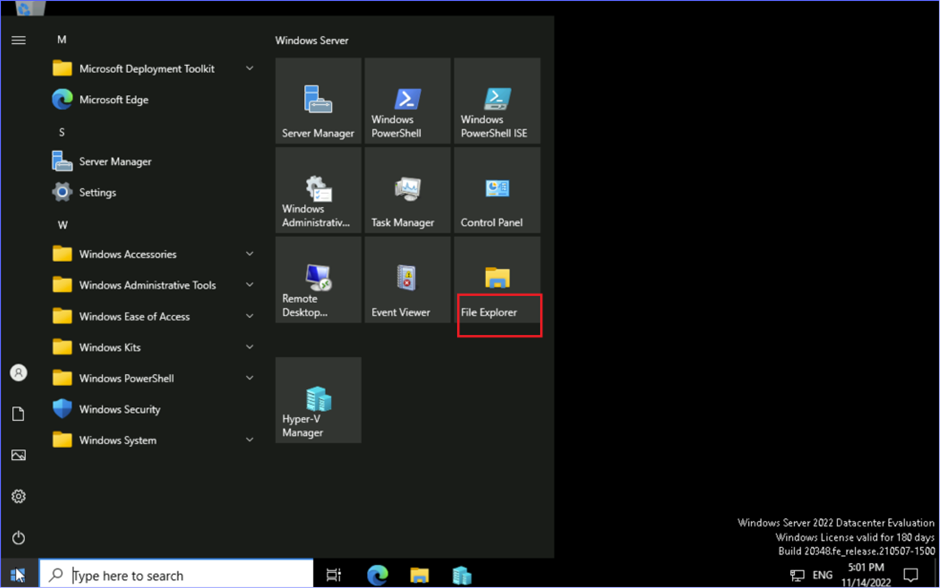 M
Microsoft Deployment Toolkit
Microsoft Edge
S
Server Manager
Settings
W
Windows Accessories
Windows Administrative Tools
Windows Ease of Access
Windows Kits
Windows PowerShell
Windows Security
Windows System
Windows Server
Server Manager
Windows
PowerShell
Windows
PowerShell ISE
Windows
Administrativ...
Task Manager
Control Panel
Remote
Desktop...
Event Viewer
File Explorer
Hyper-V
Manager
Windows Server 2022 Datacenter Evaluation
Windows License valid for 180 days
Build 20348.fe_release.210507-1500
Type here to search
ENG
5:01 PM
11/14/2022